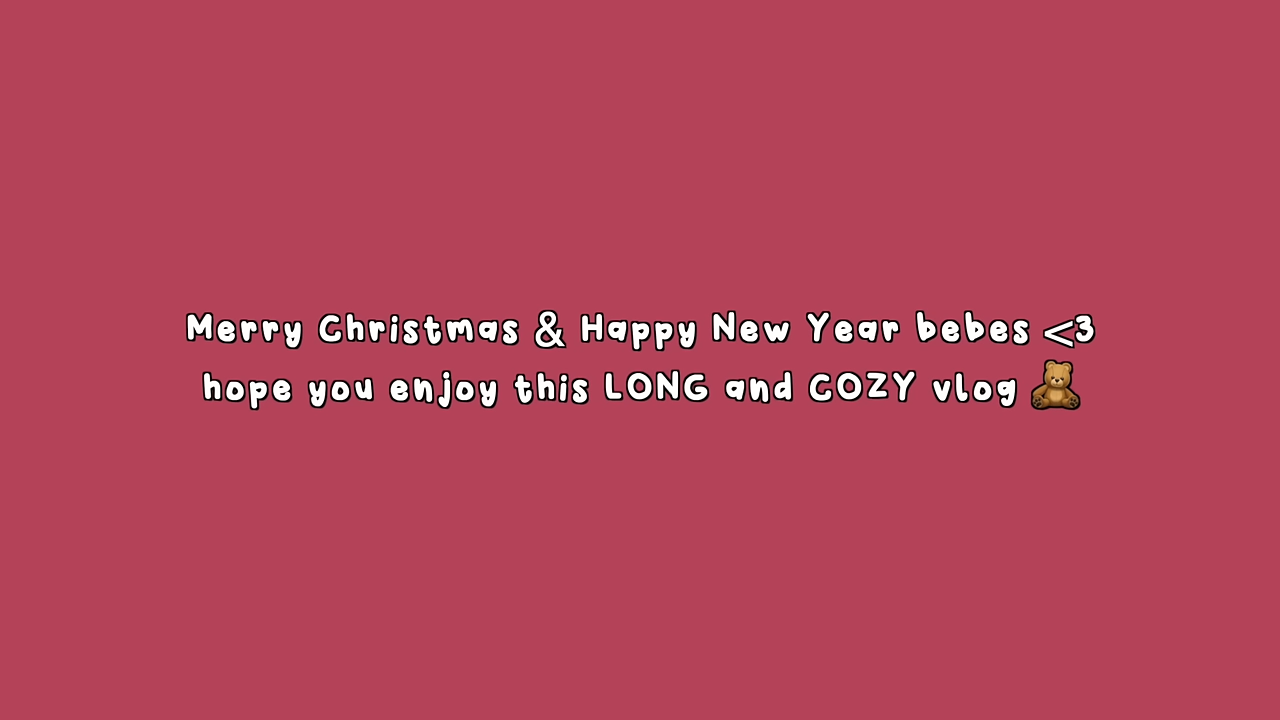 Merry Christmas & Happy New Year bebes <3
hope you enjoy this LONG and COZY vlog 🧸